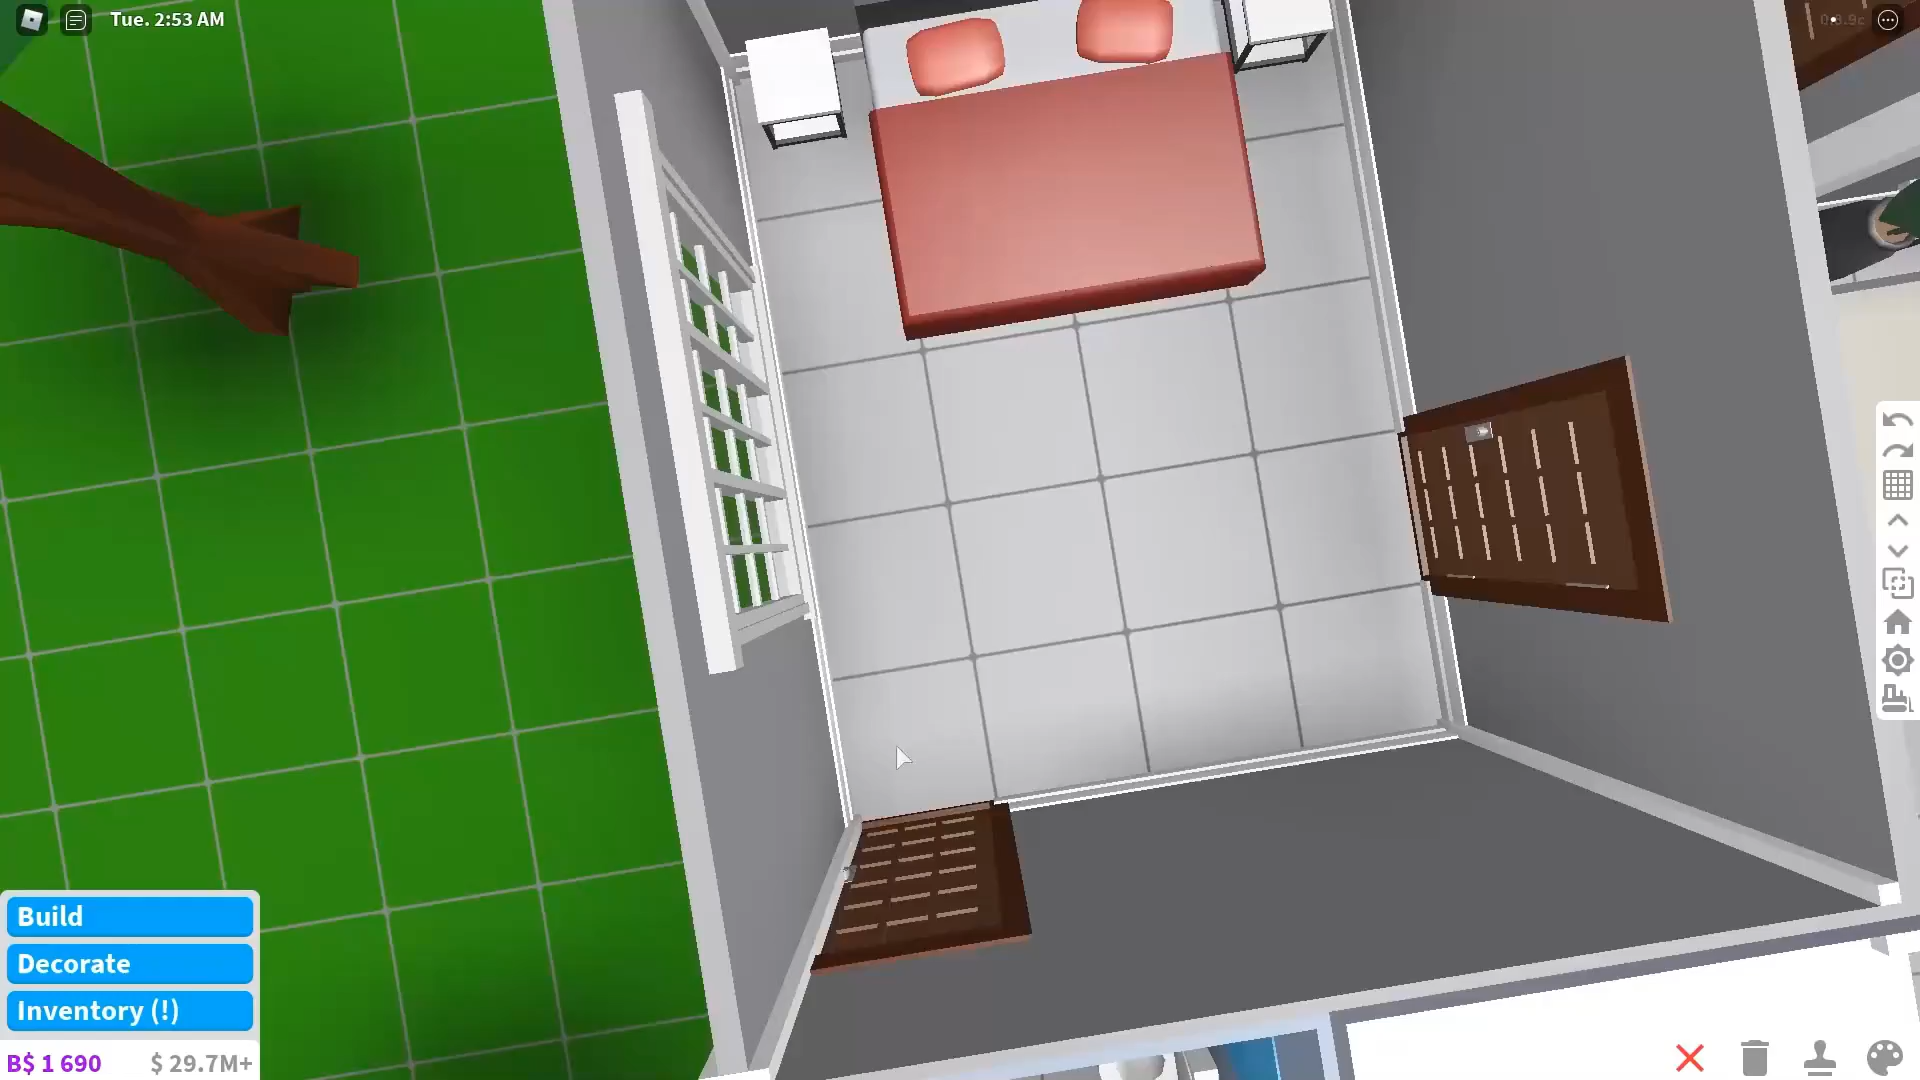 Tue. 2:53 AM
Build
Decorate
Inventory (!)
B$ 1 690
$ 29.7M+